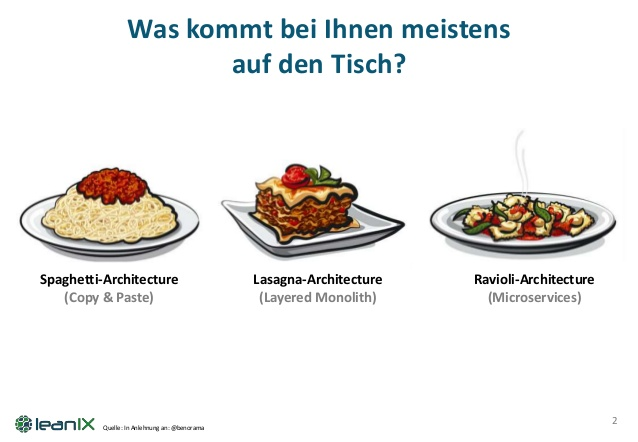 Was kommt bei Ihnen meistens
auf den Tisch?
Spaghetti-Architecture
(Copy & Paste)
Lasagna-Architecture
(Layered Monolith)
Ravioli-Architecture
(Microservices)
leanIX
Quelle: In Anlehnung an: @benorama
2